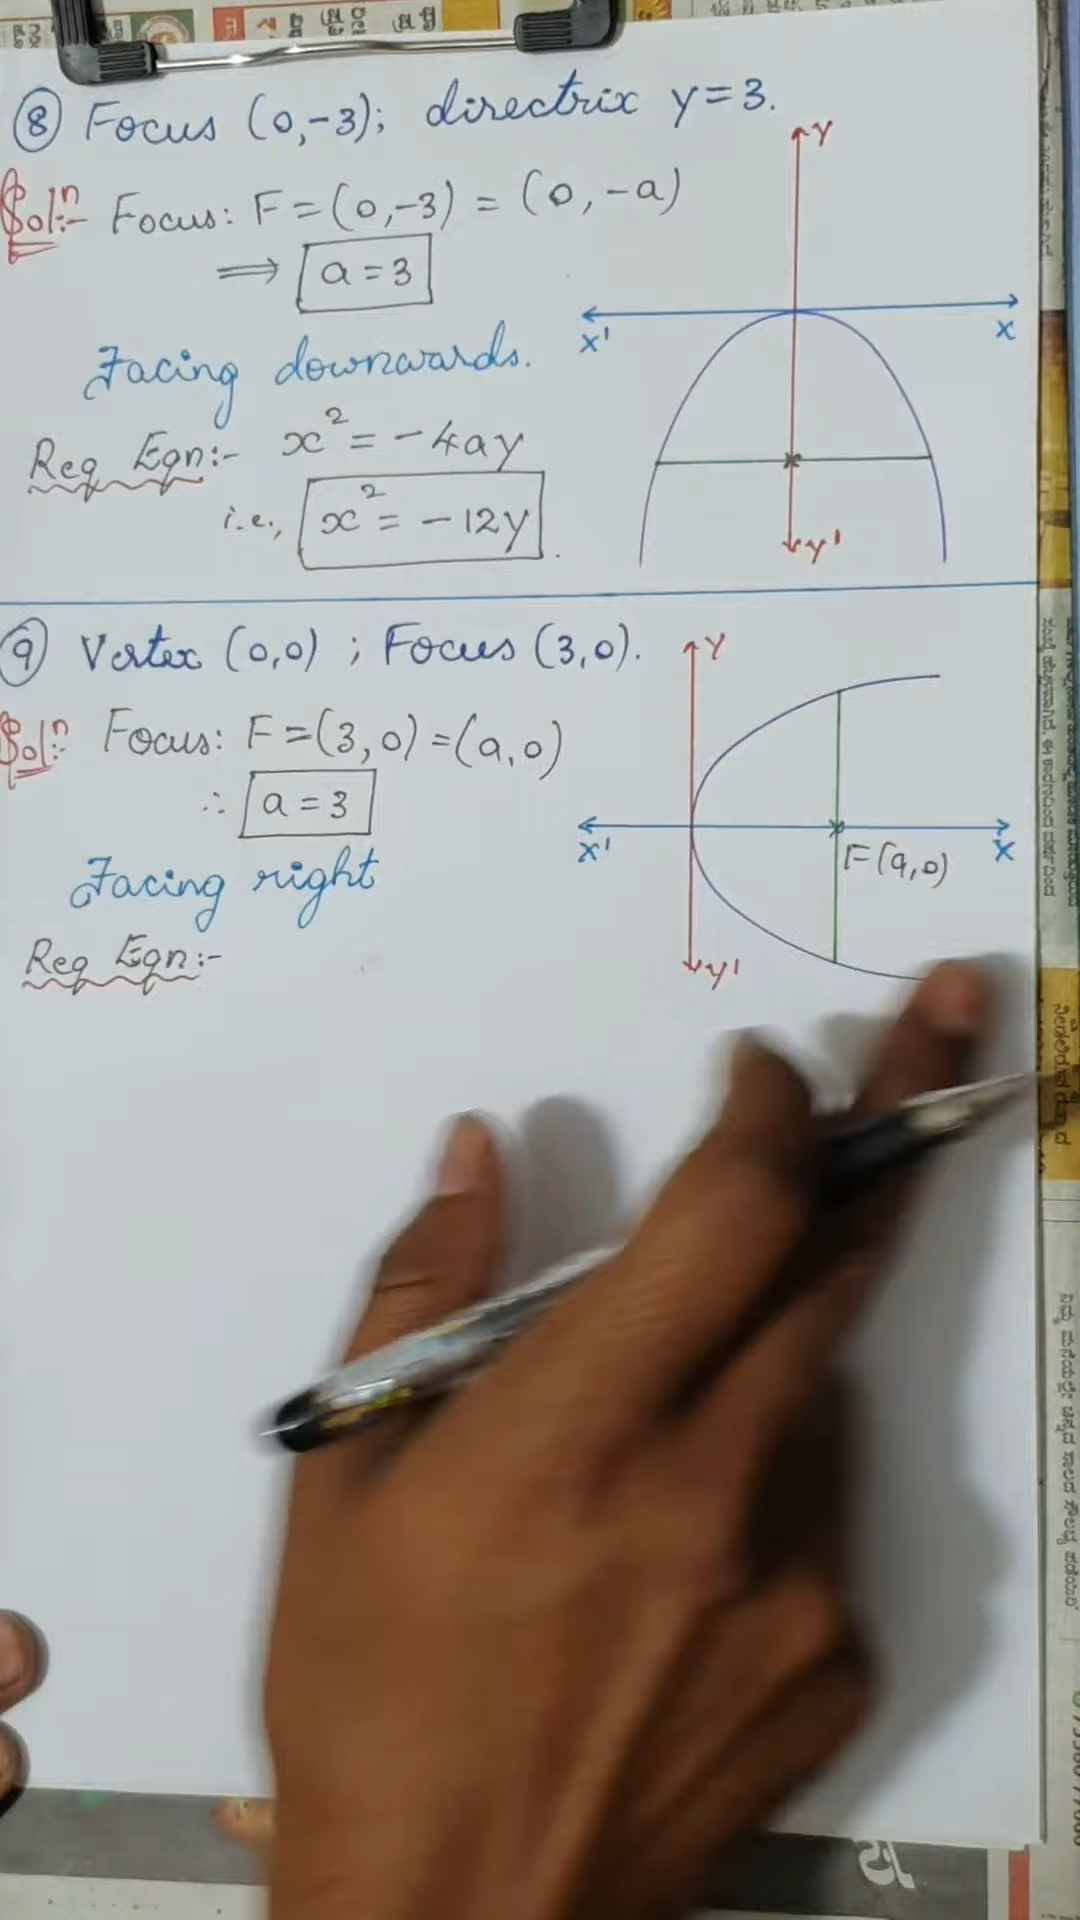 ⑧ Focus (0,-3); directrix y=3.
Solⁿ:- Focus: F=(0,-3) = (0,-a)
⟹ a = 3
Facing downwards.
Req Eqn:- x² = -4ay
i.e., x² = -12y.
Y
X'
X
Y'
⑨ Vertex (0,0) ; Focus (3,0).
Solⁿ:- Focus: F=(3,0)=(a,0)
∴ a = 3
Facing right
Req Eqn:-
Y
X'
X
F(a,0)
Y'